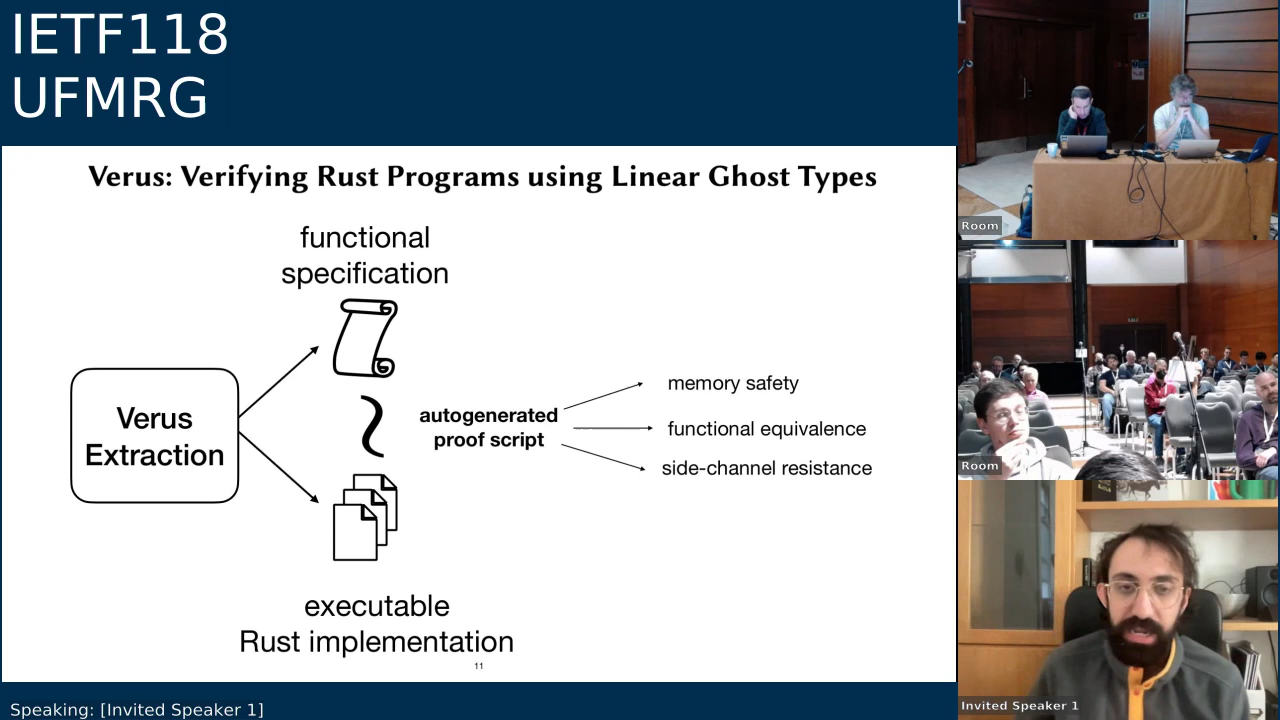 IETF118
UFMRG
Verus: Verifying Rust Programs using Linear Ghost Types
functional
specification
Verus
Extraction
autogenerated
proof script
memory safety
functional equivalence
side-channel resistance
executable
Rust implementation
11
Speaking: [Invited Speaker 1]
Room
Room
Invited Speaker 1